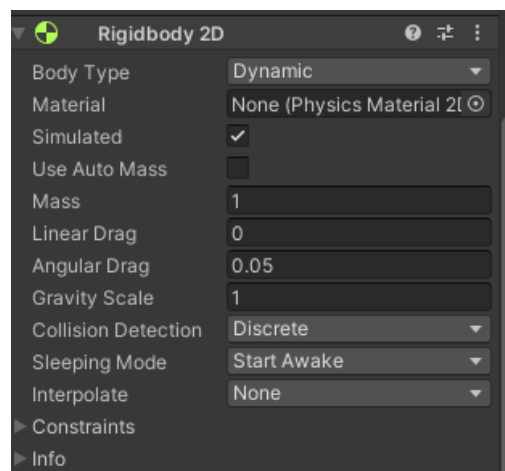 Rigidbody 2D
Body Type Dynamic
Material None (Physics Material 2D
Simulated
Use Auto Mass
Mass 1
Linear Drag 0
Angular Drag 0.05
Gravity Scale 1
Collision Detection Discrete
Sleeping Mode Start Awake
Interpolate None
Constraints
Info